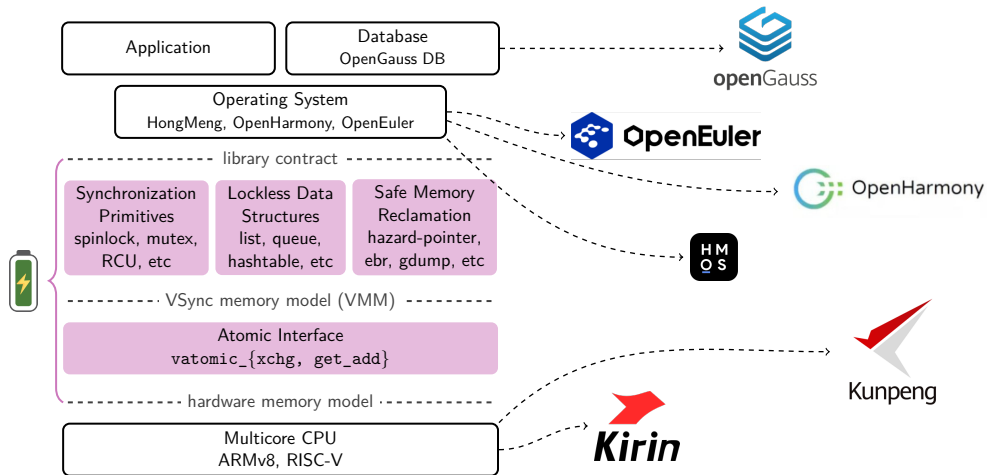 Application
Database
OpenGauss DB
openGauss
Operating System
HongMeng, OpenHarmony, OpenEuler
OpenEuler
OpenHarmony
library contract
Synchronization
Primitives
spinlock, mutex,
RCU, etc
Lockless Data
Structures
list, queue,
hashtable, etc
Safe Memory
Reclamation
hazard-pointer,
ebr, gdump, etc
HM
OS
VSync memory model (VMM)
Atomic Interface
vatomic_{xchg, get_add}
Kunpeng
hardware memory model
Multicore CPU
ARMv8, RISC-V
Kirin